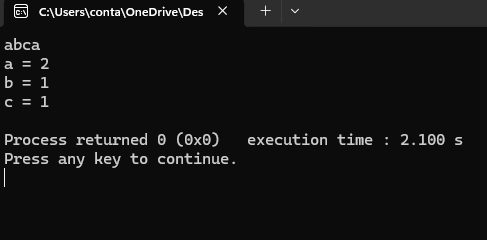 C:\Users\conta\OneDrive\Des
abca
a = 2
b = 1
c = 1
Process returned 0 (0x0)   execution time : 2.100 s
Press any key to continue.